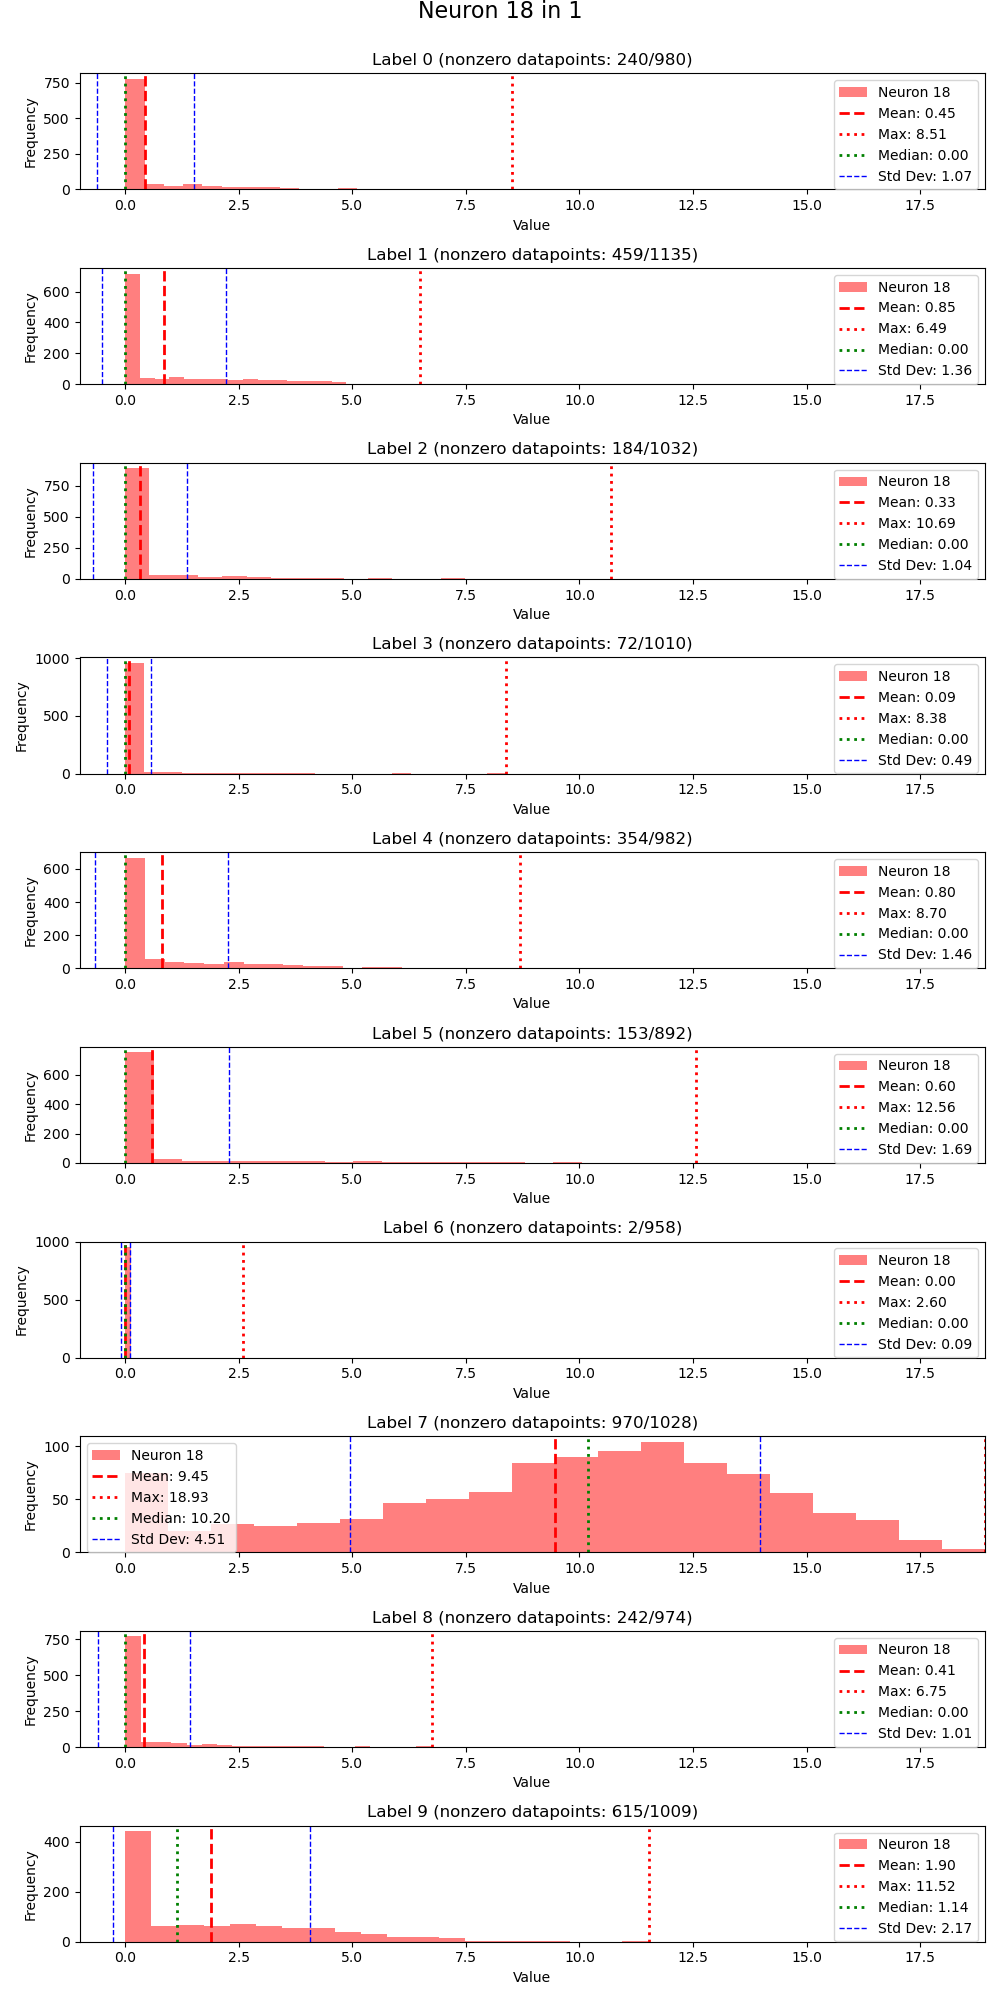 Neuron 18 in 1
Label 0 (nonzero datapoints: 240/980)
Frequency
750
500
250
0
Neuron 18
Mean: 0.45
Max: 8.51
Median: 0.00
Std Dev: 1.07
0.0 2.5 5.0 7.5 10.0 12.5 15.0 17.5
Value
Label 1 (nonzero datapoints: 459/1135)
Frequency
600
400
200
0
Neuron 18
Mean: 0.85
Max: 6.49
Median: 0.00
Std Dev: 1.36
0.0 2.5 5.0 7.5 10.0 12.5 15.0 17.5
Value
Label 2 (nonzero datapoints: 184/1032)
Frequency
750
500
250
0
Neuron 18
Mean: 0.33
Max: 10.69
Median: 0.00
Std Dev: 1.04
0.0 2.5 5.0 7.5 10.0 12.5 15.0 17.5
Value
Label 3 (nonzero datapoints: 72/1010)
Frequency
1000
500
0
Neuron 18
Mean: 0.09
Max: 8.38
Median: 0.00
Std Dev: 0.49
0.0 2.5 5.0 7.5 10.0 12.5 15.0 17.5
Value
Label 4 (nonzero datapoints: 354/982)
Frequency
600
400
200
0
Neuron 18
Mean: 0.80
Max: 8.70
Median: 0.00
Std Dev: 1.46
0.0 2.5 5.0 7.5 10.0 12.5 15.0 17.5
Value
Label 5 (nonzero datapoints: 153/892)
Frequency
600
400
200
0
Neuron 18
Mean: 0.60
Max: 12.56
Median: 0.00
Std Dev: 1.69
0.0 2.5 5.0 7.5 10.0 12.5 15.0 17.5
Value
Label 6 (nonzero datapoints: 2/958)
Frequency
1000
500
0
Neuron 18
Mean: 0.00
Max: 2.60
Median: 0.00
Std Dev: 0.09
0.0 2.5 5.0 7.5 10.0 12.5 15.0 17.5
Value
Label 7 (nonzero datapoints: 970/1028)
Frequency
100
50
0
Neuron 18
Mean: 9.45
Max: 18.93
Median: 10.20
Std Dev: 4.51
0.0 2.5 5.0 7.5 10.0 12.5 15.0 17.5
Value
Label 8 (nonzero datapoints: 242/974)
Frequency
750
500
250
0
Neuron 18
Mean: 0.41
Max: 6.75
Median: 0.00
Std Dev: 1.01
0.0 2.5 5.0 7.5 10.0 12.5 15.0 17.5
Value
Label 9 (nonzero datapoints: 615/1009)
Frequency
400
200
0
Neuron 18
Mean: 1.90
Max: 11.52
Median: 1.14
Std Dev: 2.17
0.0 2.5 5.0 7.5 10.0 12.5 15.0 17.5
Value